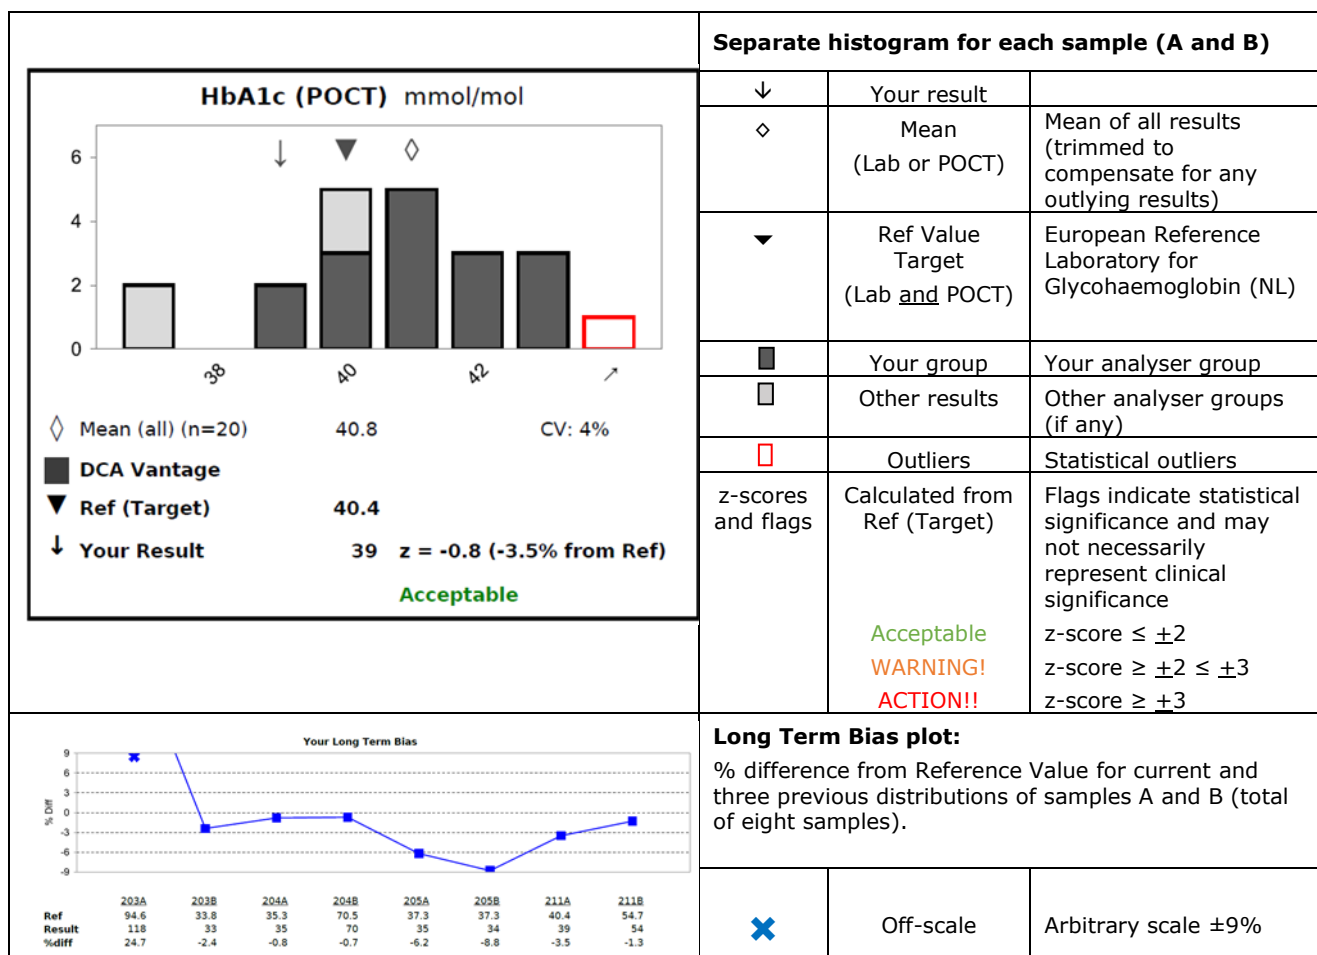 HbA1c (POCT) mmol/mol
6
4
2
0
38
40
42
→
◊ Mean (all) (n=20) 40.8 CV: 4%
DCA Vantage
▼ Ref (Target) 40.4
↓ Your Result 39 z = -0.8 (-3.5% from Ref)
Acceptable
Separate histogram for each sample (A and B)
↓ Your result
◊ Mean
(Lab or POCT)
Mean of all results
(trimmed to
compensate for any
outlying results)
Ref Value
Target
(Lab and POCT)
European Reference
Laboratory for
Glycohaemoglobin (NL)
Your group
Your analyser group
Other results
Other analyser groups
(if any)
Outliers
Statistical outliers
z-scores
and flags
Calculated from
Ref (Target)
Flags indicate statistical
significance and may
not necessarily
represent clinical
significance
Acceptable z-score ≤ ±2
WARNING! z-score ≥ ±2 ≤ ±3
ACTION!! z-score ≥ ±3
Your Long Term Bias
% Diff
9
6
3
0
-3
-6
-9
203A 203B 204A 204B 205A 205B 211A 211B
Ref 94.6 33.8 35.3 70.5 37.3 37.3 40.4 54.7
Result 118 33 35 70 35 34 39 54
%diff 24.7 -2.4 -0.8 -0.7 -6.2 -8.8 -3.5 -1.3
Long Term Bias plot:
% difference from Reference Value for current and
three previous distributions of samples A and B (total
of eight samples).
Off-scale
Arbitrary scale ±9%